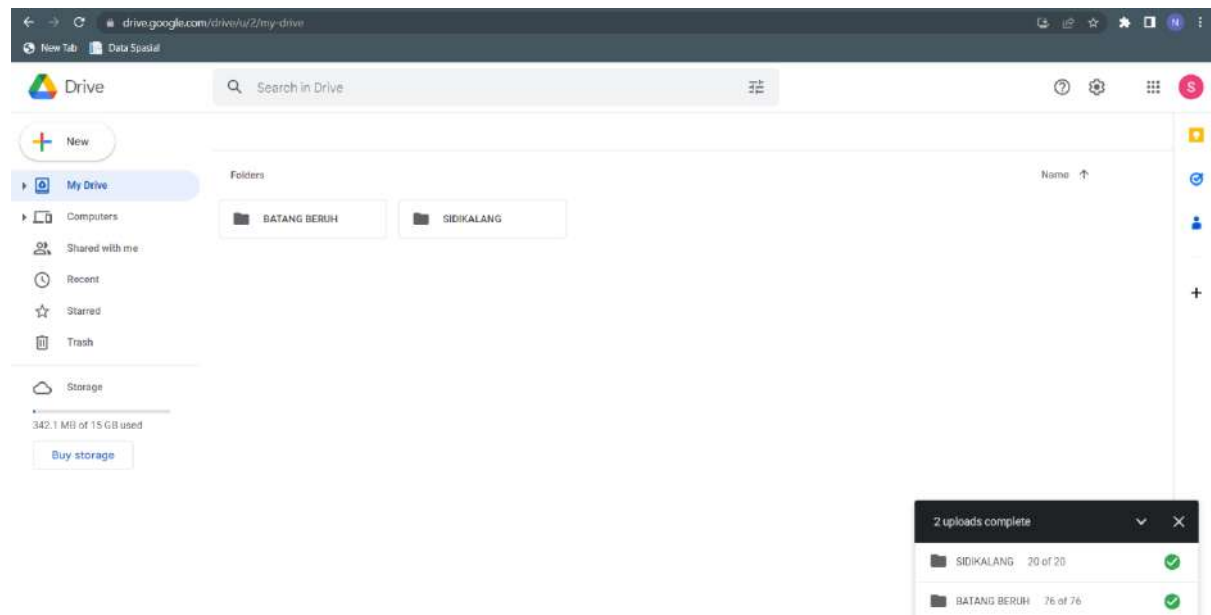 drive.google.com/drive/u/2/my-drive
N
New Tab Data Spasial
Drive
Search in Drive
S
New
My Drive
Computers
Shared with me
Recent
Starred
Trash
Storage
342.1 MB of 15 GB used
Buy storage
Folders
Name
BATANG BERUH
SIDIKALANG
2 uploads complete
SIDIKALANG 20 of 20
BATANG BERUH 76 of 76